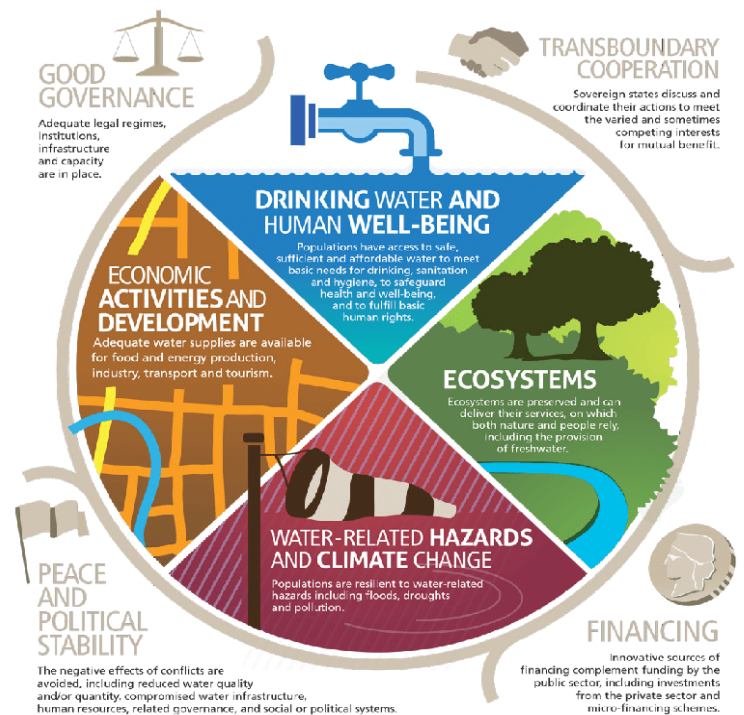 GOOD
GOVERNANCE
Adequate legal regimes,
institutions,
infrastructure
and capacity
are in place.
TRANSBOUNDARY
COOPERATION
Sovereign states discuss and
coordinate their actions to meet
the varied and sometimes
competing interests
for mutual benefit.
DRINKING WATER AND
HUMAN WELL-BEING
Populations have access to safe,
sufficient and affordable water to meet
basic needs for drinking, sanitation
and hygiene, to safeguard
health and well-being,
and to fulfill basic
human rights.
ECONOMIC
ACTIVITIES AND
DEVELOPMENT
Adequate water supplies are available
for food and energy production,
industry, transport and tourism.
ECOSYSTEMS
Ecosystems are preserved and can
deliver their services, on which
both nature and people rely,
including the provision
of freshwater.
WATER-RELATED HAZARDS
AND CLIMATE CHANGE
Populations are resilient to water-related
hazards including floods, droughts
and pollution.
PEACE
AND
POLITICAL
STABILITY
The negative effects of conflicts are
avoided, including reduced water quality
and/or quantity, compromised water infrastructure,
human resources, related governance, and social or political systems.
FINANCING
Innovative sources of
financing complement funding by the
public sector, including investments
from the private sector and
micro-financing schemes.